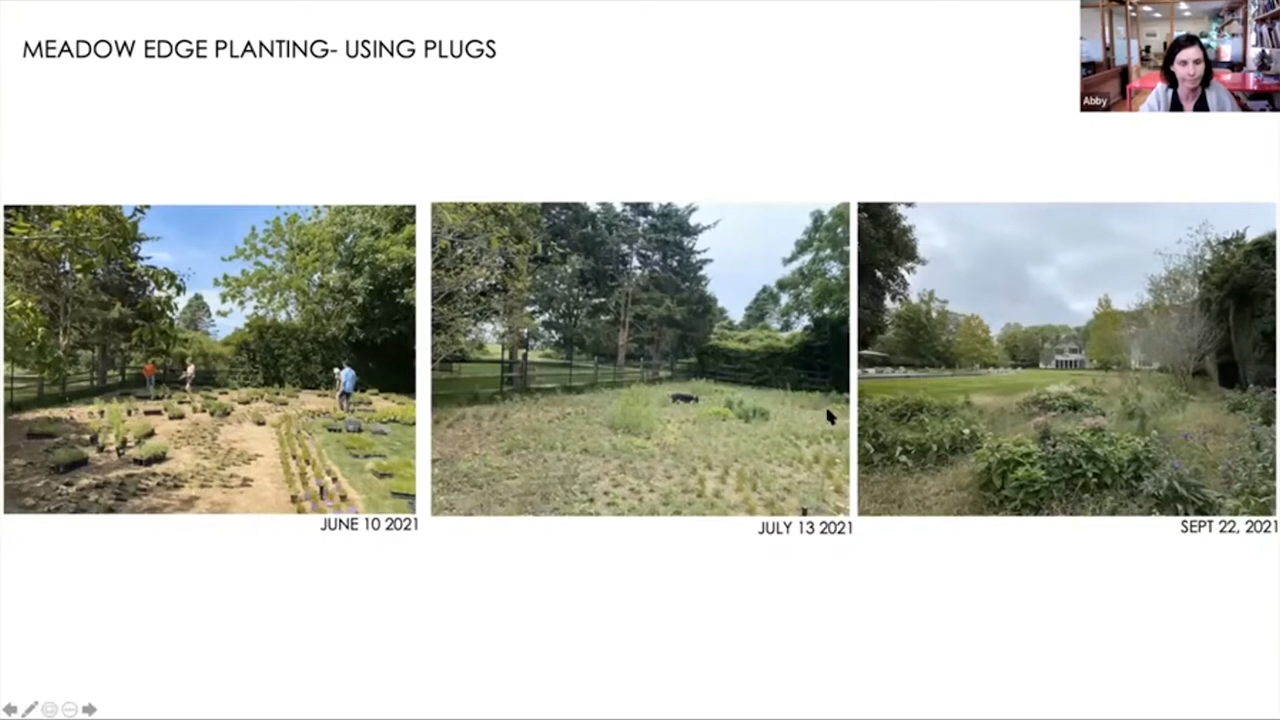 MEADOW EDGE PLANTING- USING PLUGS
Abby
JUNE 10 2021
JULY 13 2021
SEPT 22, 2021